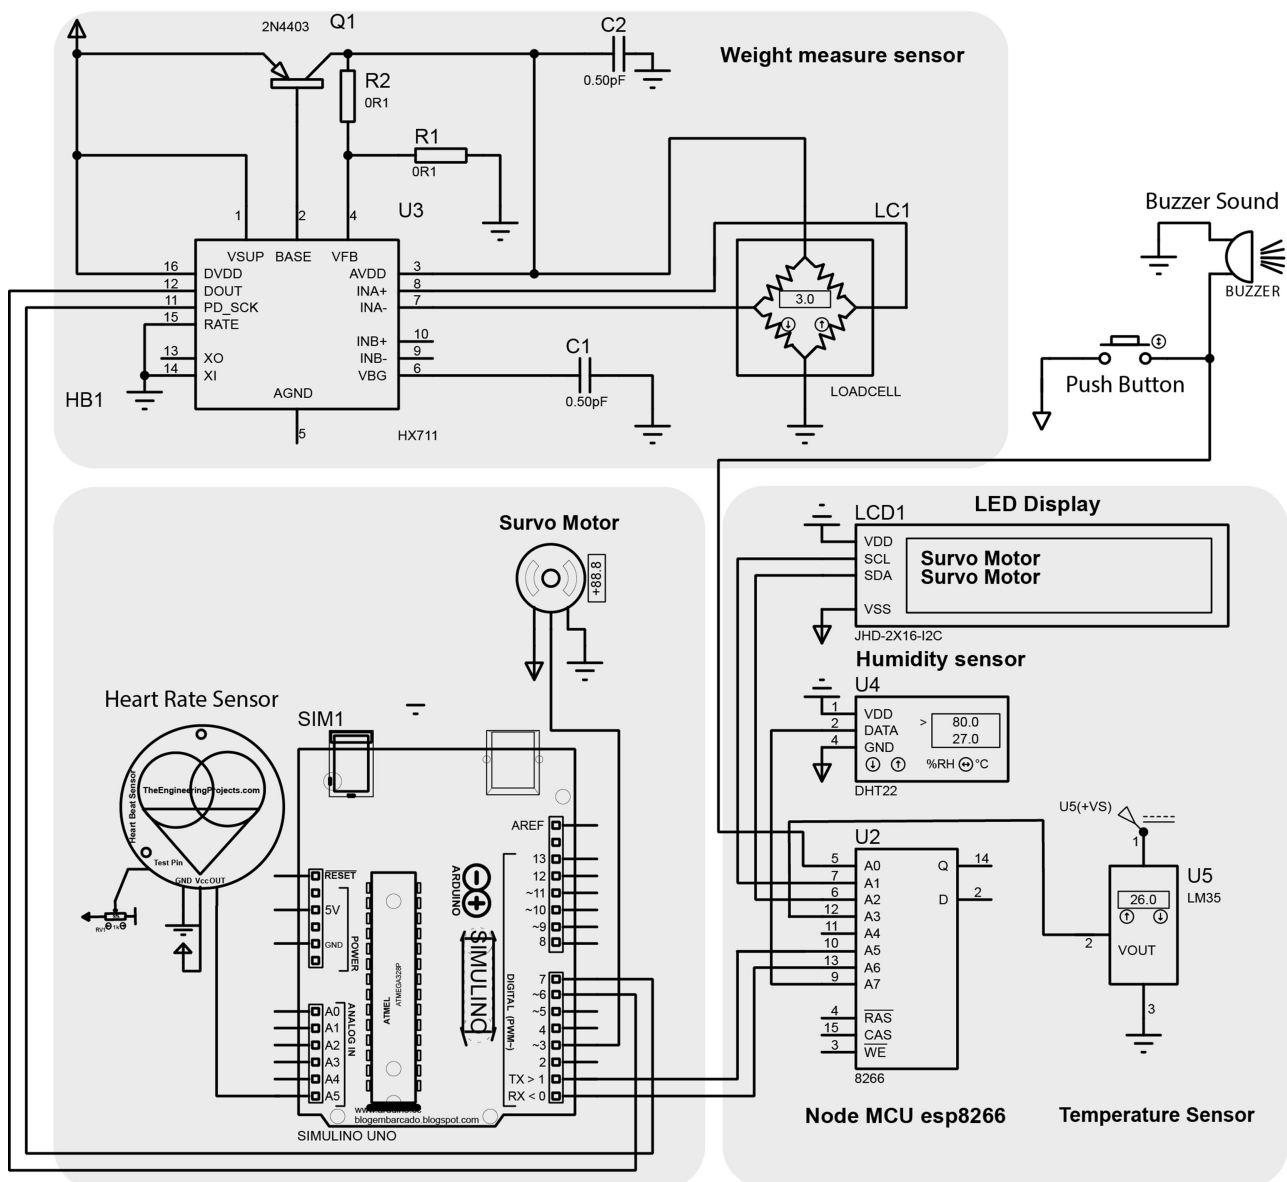 2N4403
Q1
C2
0.50pF
Weight measure sensor
R2
0R1
R1
0R1
1
2
4
U3
LC1
VSUP
BASE
VFB
16
DVDD
AVDD
3
12
DOUT
INA+
8
11
PD_SCK
INA-
7
15
RATE
INB+
10
13
XO
INB-
9
14
XI
VBG
6
AGND
5
HB1
HX711
C1
0.50pF
3.0
LOADCELL
Buzzer Sound
BUZZER
Push Button
Survo Motor
+88.8
Heart Rate Sensor
Heart Beat Sensor
TheEngineeringProjects.com
Test Pin
GND
Vcc
OUT
RV1
1k
SIM1
AREF
13
12
~11
~10
~9
8
7
~6
~5
4
~3
2
TX > 1
RX < 0
DIGITAL (PWM~)
RESET
5V
GND
POWER
A0
A1
A2
A3
A4
A5
ANALOG IN
ATMEL
ATMEGA328P
ARDUINO
SIMULINO
blogembarcado.blogspot.com
SIMULINO UNO
LED Display
LCD1
VDD
SCL
SDA
VSS
Survo Motor
Survo Motor
JHD-2X16-I2C
Humidity sensor
U4
1
VDD
2
DATA
4
GND
>
80.0
27.0
%RH
°C
DHT22
U2
5
A0
7
A1
6
A2
12
A3
11
A4
10
A5
13
A6
9
A7
4
RAS
15
CAS
3
WE
Q
14
D
2
8266
Node MCU esp8266
U5(+VS)
1
U5
LM35
26.0
2
VOUT
3
Temperature Sensor